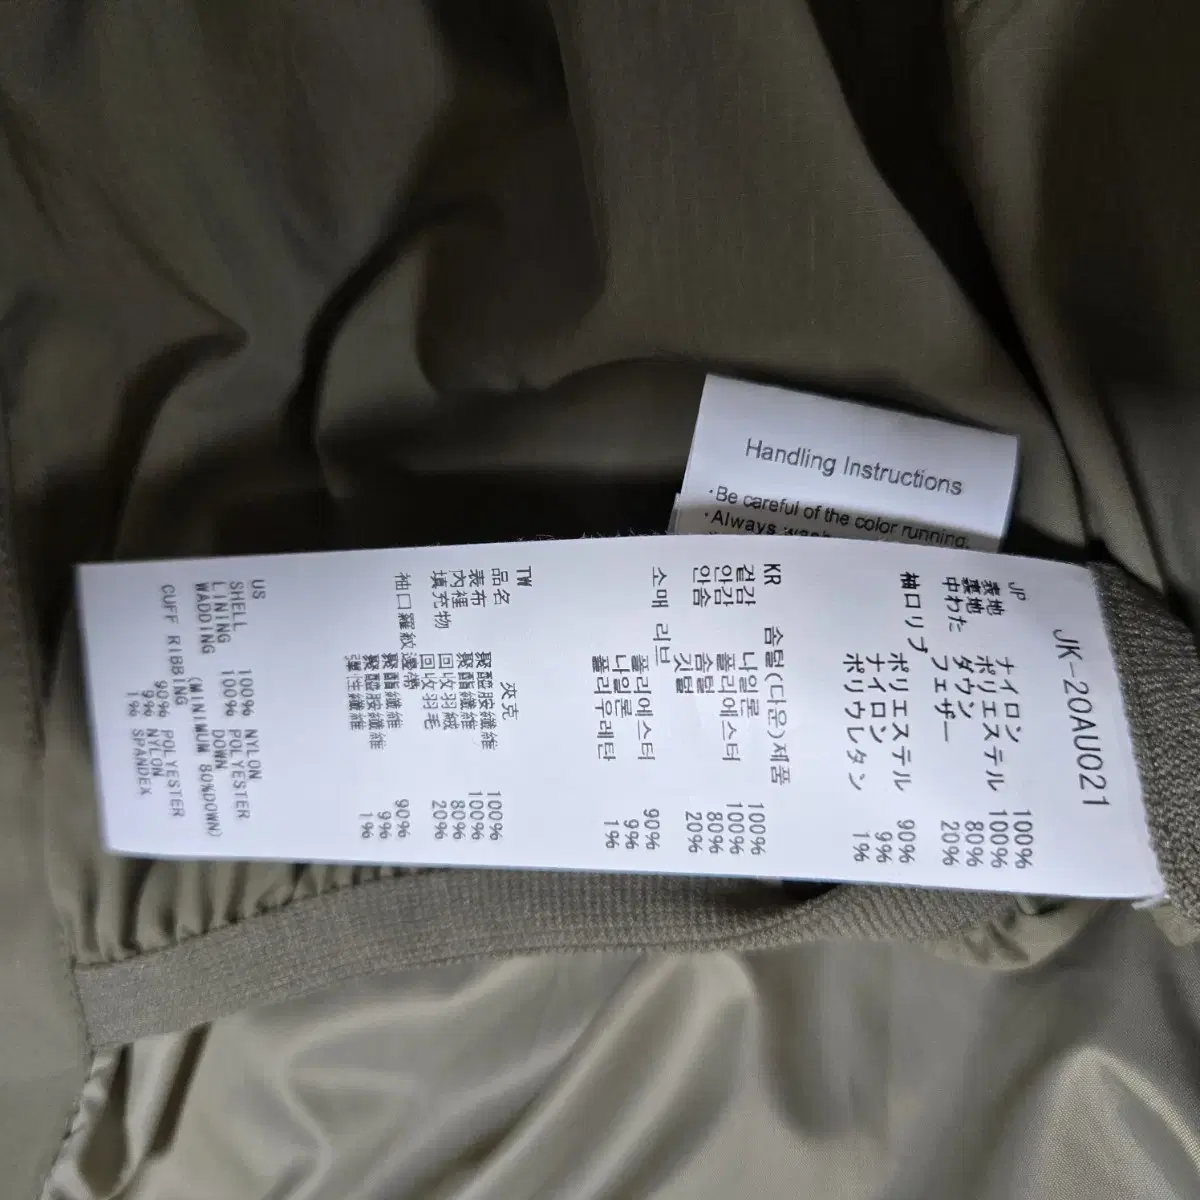 Handling Instructions
・Be careful of the color running.
・Always wash
JK-20AU021
JP
表地 ナイロン 100%
裏地 ポリエステル 100%
中わた ダウン 80%
フェザー 20%
袖口リブ ポリエステル 90%
ナイロン 9%
ポリウレタン 1%
KR 솜털(다운)제품
겉감 나일론 100%
안감 폴리에스터 100%
안솜 솜털 80%
깃털 20%
소매 리브 폴리에스터 90%
나일론 9%
폴리우레탄 1%
TW
品名 夾克
表布 聚醯胺纖維 100%
內裡 聚酯纖維 100%
填充物 回收羽絨 80%
回收羽毛 20%
袖口羅紋邊帶 聚酯纖維 90%
聚醯胺纖維 9%
彈性纖維 1%
US
SHELL 100% NYLON
LINING 100% POLYESTER
WADDING DOWN
(MINIMUM 80%DOWN)
CUFF RIBBING 90% POLYESTER
9% NYLON
1% SPANDEX